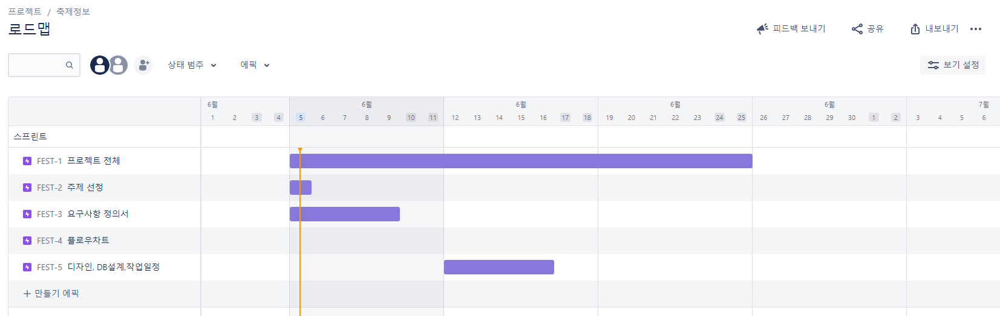 프로젝트 / 축제정보
로드맵
피드백 보내기 공유 내보내기
상태 범주 에픽 보기 설정
6월 6월 6월 6월 6월 7월
1 2 3 4 5 6 7 8 9 10 11 12 13 14 15 16 17 18 19 20 21 22 23 24 25 26 27 28 29 30 1 2 3 4 5 6
스프린트
FEST-1 프로젝트 전체
FEST-2 주제 선정
FEST-3 요구사항 정의서
FEST-4 플로우차트
FEST-5 디자인, DB설계,작업일정
+ 만들기 에픽